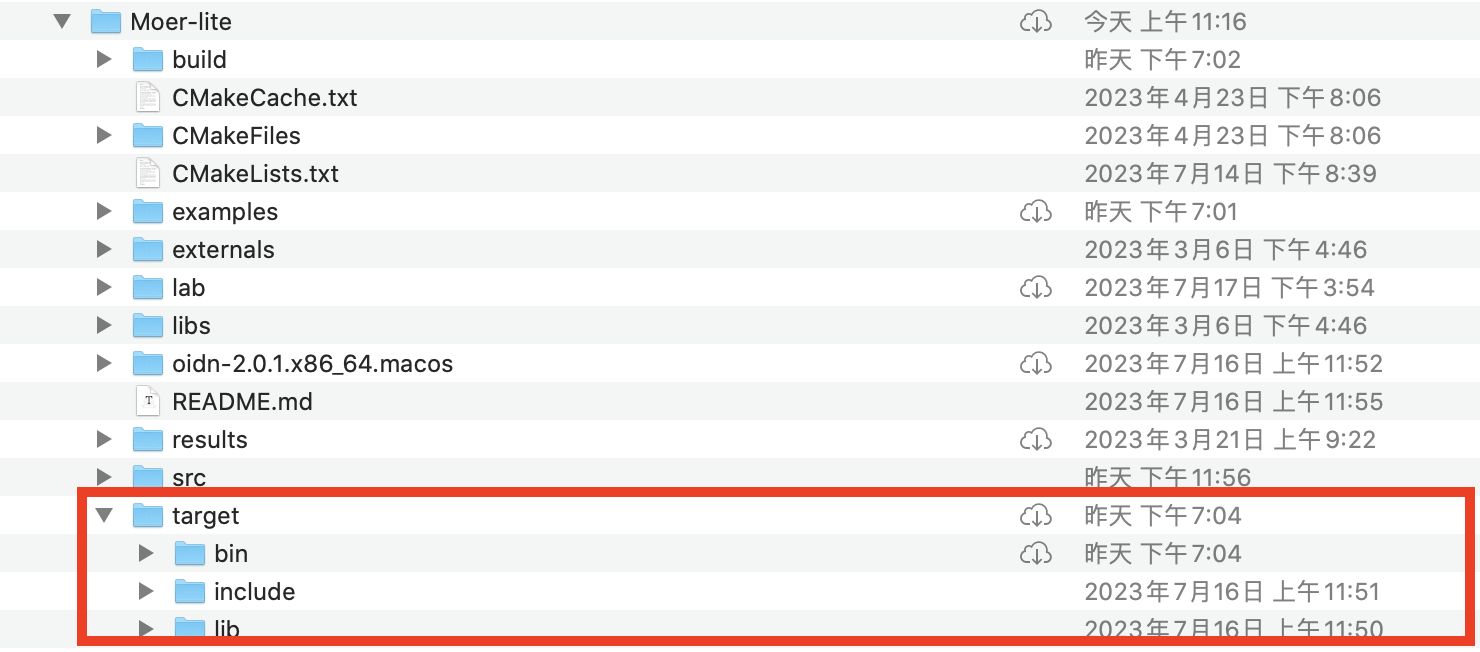 Moer-lite 今天 上午11:16
build 昨天 下午7:02
CMakeCache.txt 2023年4月23日 下午8:06
CMakeFiles 2023年4月23日 下午8:06
CMakeLists.txt 2023年7月14日 下午8:39
examples 昨天 下午7:01
externals 2023年3月6日 下午4:46
lab 2023年7月17日 下午3:54
libs 2023年3月6日 下午4:46
oidn-2.0.1.x86_64.macos 2023年7月16日 上午11:52
README.md 2023年7月16日 上午11:55
results 2023年3月21日 上午9:22
src 昨天 下午11:56
target 昨天 下午7:04
bin 昨天 下午7:04
include 2023年7月16日 上午11:51
lib 2023年7月16日 上午11:50